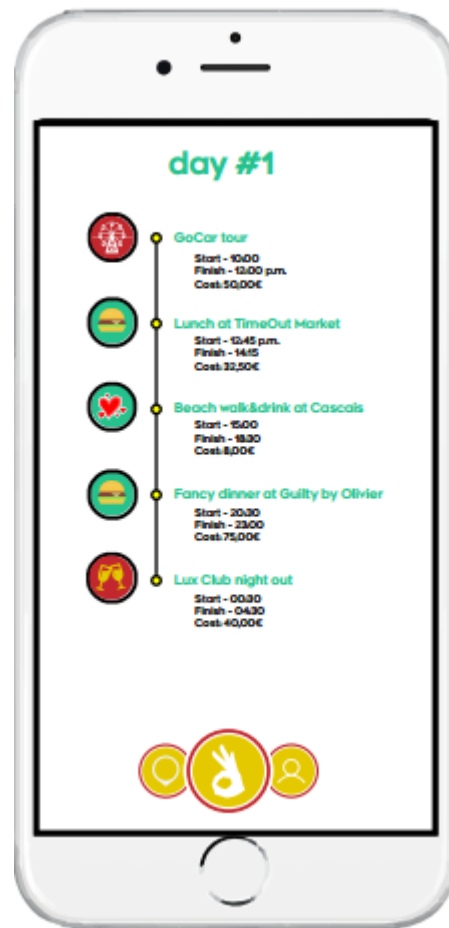 day #1
GoCar tour
Start - 10:00
Finish - 12:00 p.m.
Cost: 50,00€
Lunch at TimeOut Market
Start - 12:45 p.m.
Finish - 14:15
Cost: 32,50€
Beach walk&drink at Cascais
Start - 15:00
Finish - 18:30
Cost: 8,00€
Fancy dinner at Guilty by Olivier
Start - 20:30
Finish - 23:00
Cost: 75,00€
Lux Club night out
Start - 00:30
Finish - 04:30
Cost: 40,00€